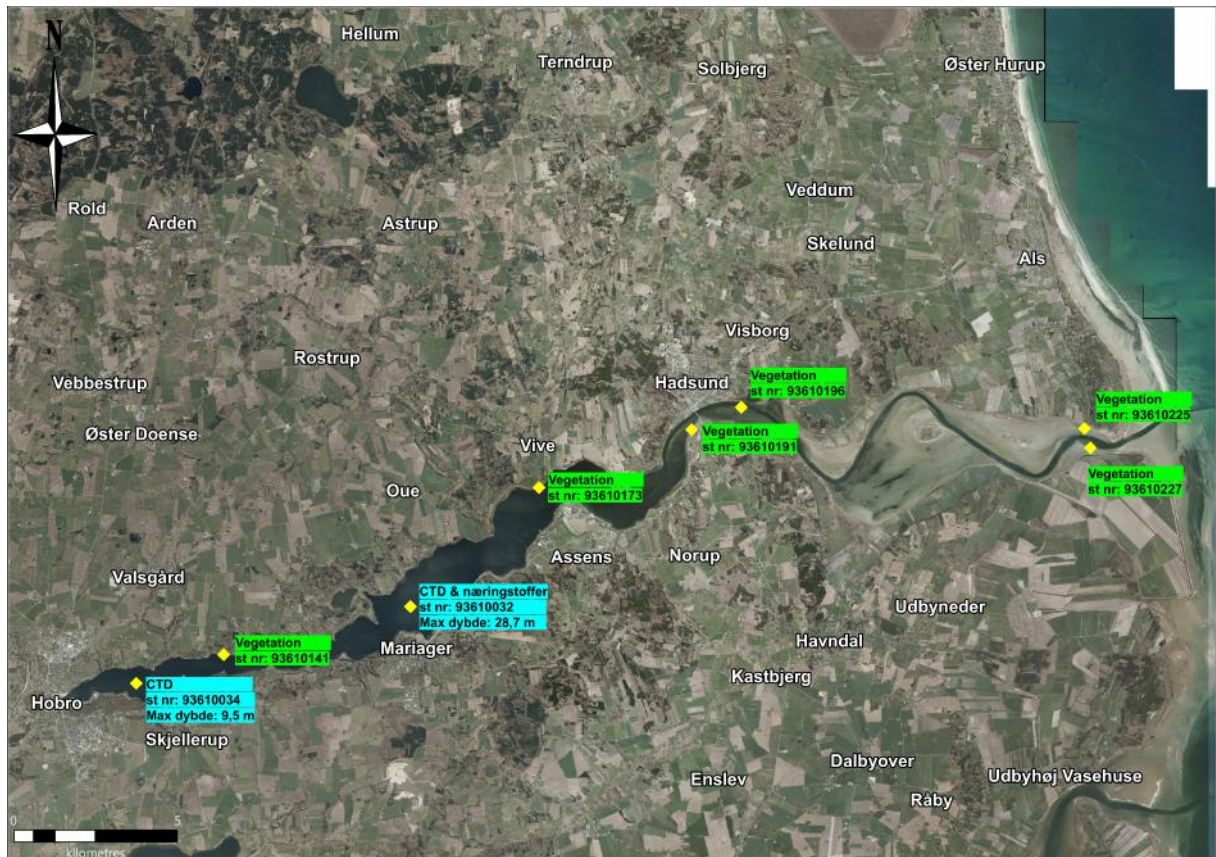 N
Hellum
Terndrup
Solbjerg
Øster Hurup
Rold
Arden
Astrup
Veddum
Skelund
Als
Visborg
Rostrup
Vebbestrup
Hadsund
Vegetation
st nr: 93610196
Vegetation
st nr: 93610225
Øster Doense
Vive
Vegetation
st nr: 93610191
Vegetation
st nr: 93610227
Oue
Vegetation
st nr: 93610173
Assens
Norup
Valsgård
CTD & næringstoffer
st nr: 93610032
Max dybde: 28,7 m
Udbyneder
Vegetation
st nr: 93610141
Mariager
Havndal
Kastbjerg
Hobro
CTD
st nr: 93610034
Max dybde: 9,5 m
Skjellerup
Enslev
Dalbyover
Udbyhøj Vasehuse
Råby
0
5
kilometres